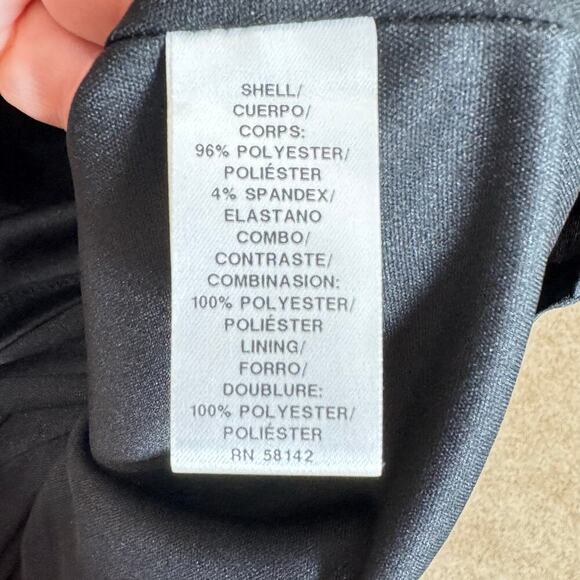 SHELL/
CUERPO/
CORPS:
96% POLYESTER/
POLIÉSTER
4% SPANDEX/
ELASTANO
COMBO/
CONTRASTE/
COMBINASION:
100% POLYESTER/
POLIÉSTER
LINING/
FORRO/
DOUBLURE:
100% POLYESTER/
POLIÉSTER
RN 58142